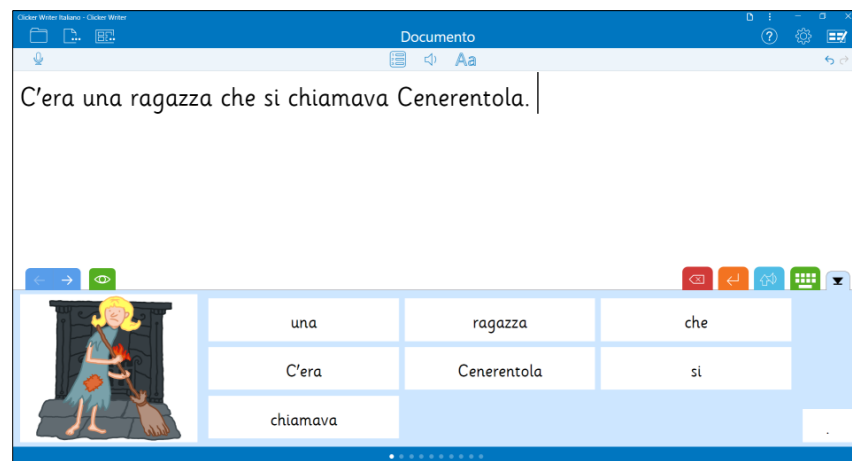 Clicker Writer Italiano - Clicker Writer
Documento
?
Aa
C'era una ragazza che si chiamava Cenerentola.
una
ragazza
che
C'era
Cenerentola
si
chiamava
.